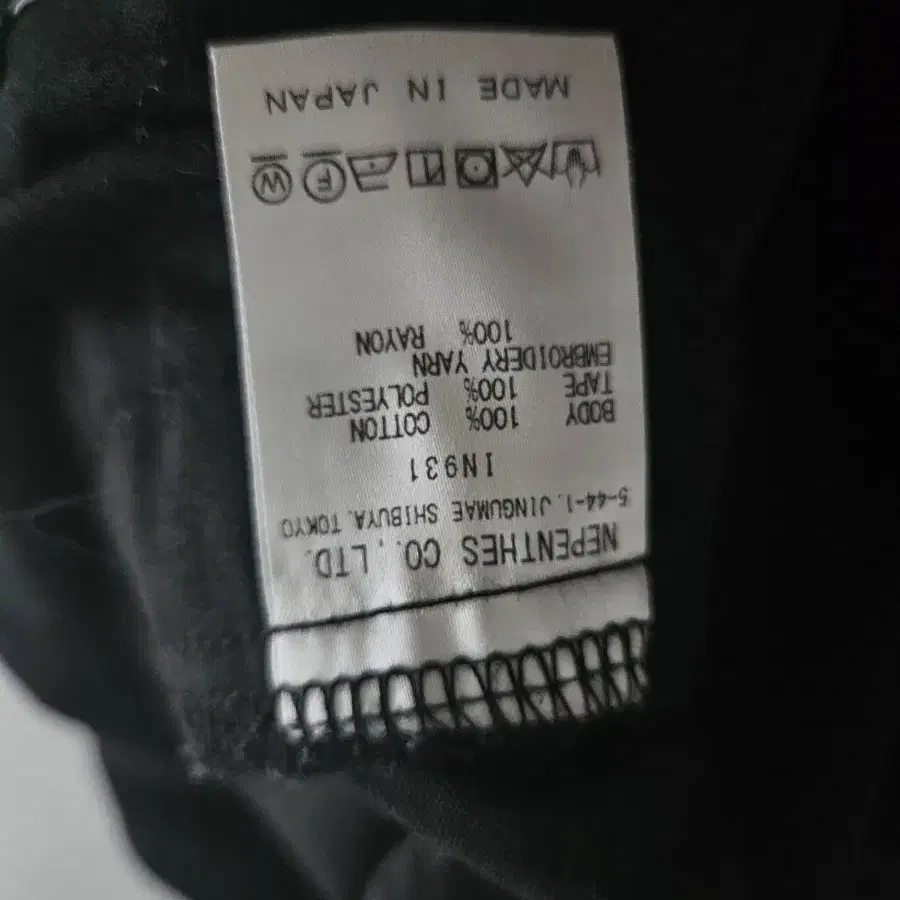 NEPENTHES CO., LTD.
5-44-1, JINGUMAE SHIBUYA, TOKYO
IN931
BODY 100% COTTON
TAPE 100% POLYESTER
EMBROIDERY YARN
100% RAYON
F W
MADE IN JAPAN